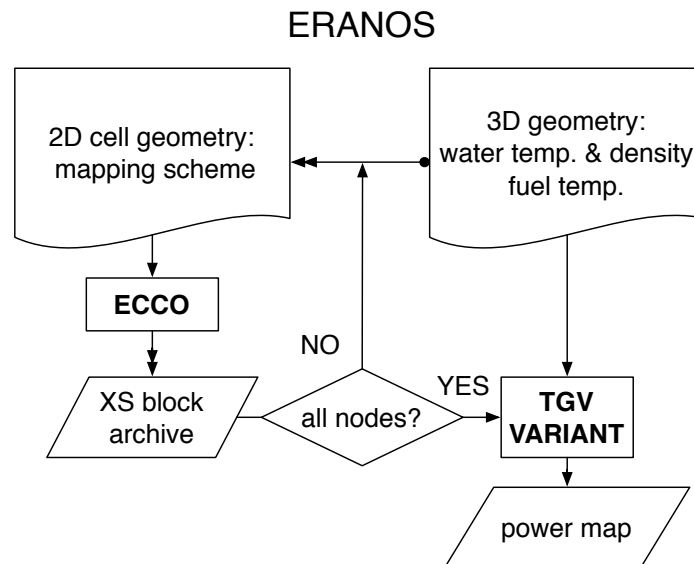 ERANOS
2D cell geometry:
mapping scheme
3D geometry:
water temp. & density
fuel temp.
ECCO
NO
YES
XS block
archive
all nodes?
TGV
VARIANT
power map